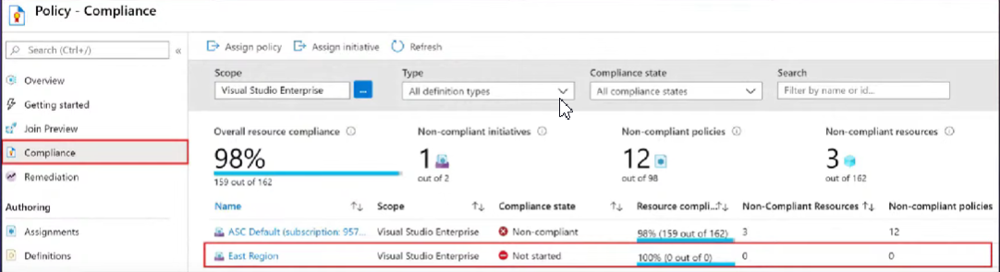 Policy - Compliance
Search (Ctrl+/)
«
Overview
Getting started
Join Preview
Compliance
Remediation
Authoring
Assignments
Definitions
Assign policy Assign initiative Refresh
Scope Type Compliance state Search
Visual Studio Enterprise ... All definition types All compliance states Filter by name or id...
Overall resource compliance Non-compliant initiatives Non-compliant policies Non-compliant resources
98% 1 12 3
159 out of 162 out of 2 out of 98 out of 162
Name Scope Compliance state Resource compli... Non-Compliant Resources Non-compliant policies
ASC Default (subscription: 957... Visual Studio Enterprise Non-compliant 98% (159 out of 162) 3 12
East Region Visual Studio Enterprise Not started 100% (0 out of 0) 0 0